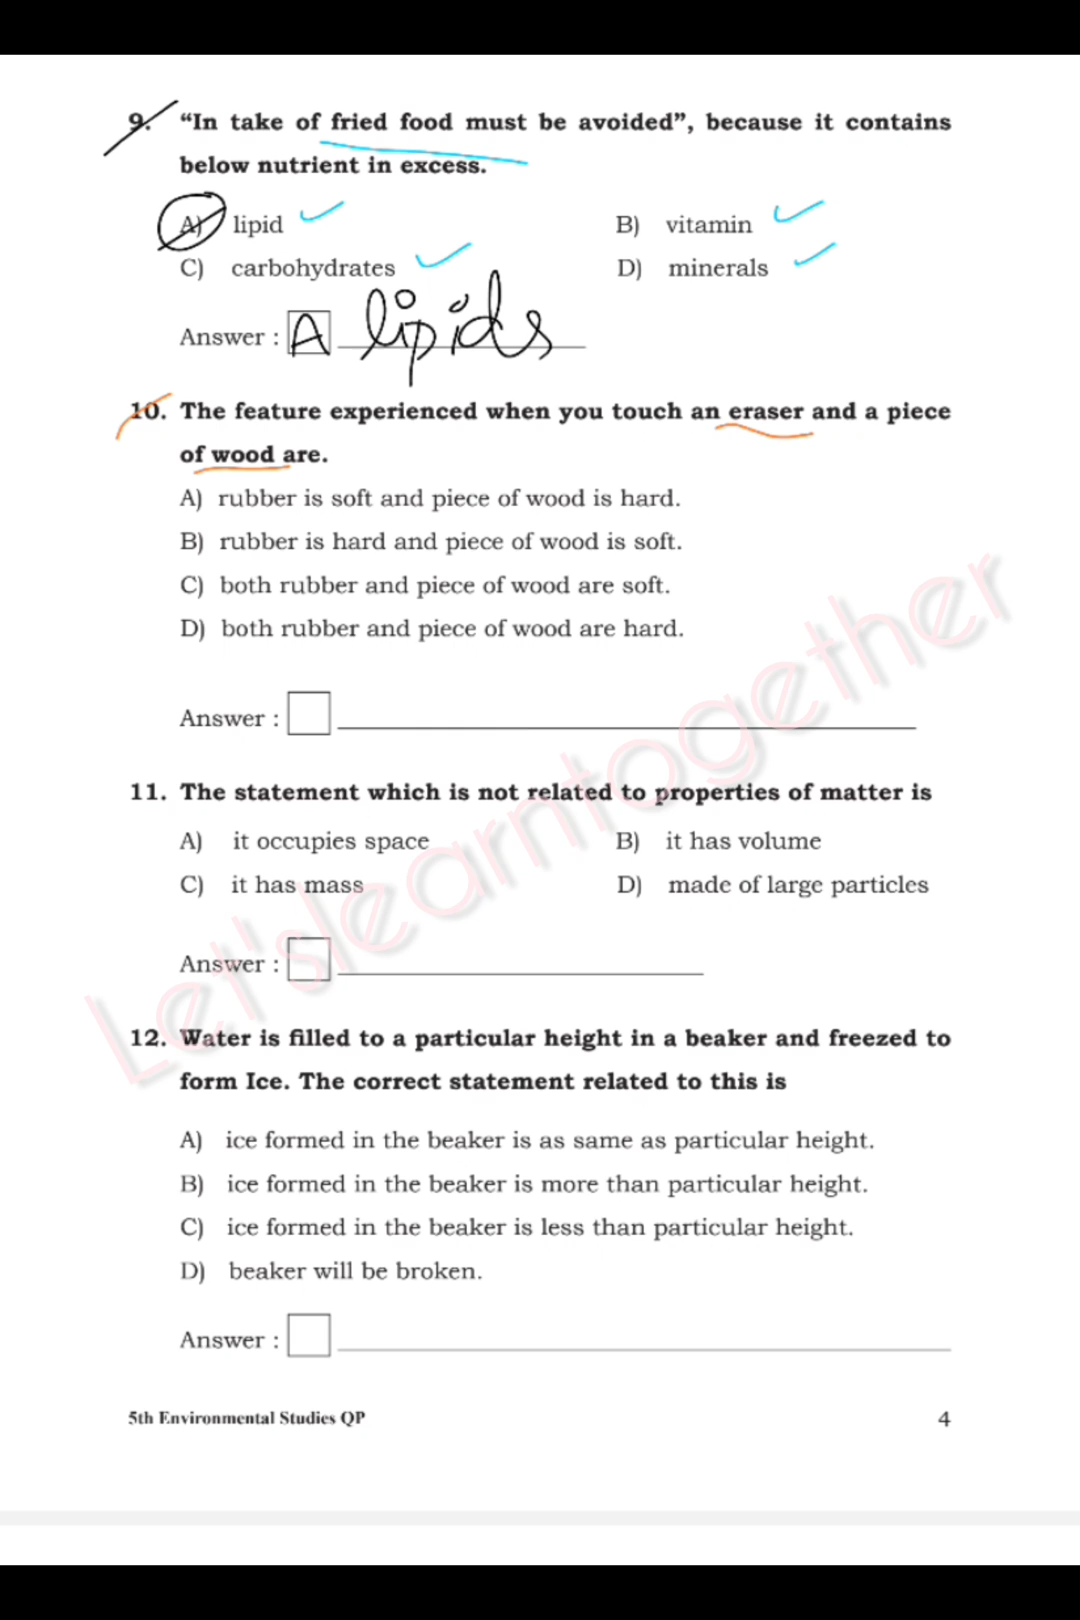 9. “In take of fried food must be avoided”, because it contains
below nutrient in excess.
A) lipid B) vitamin
C) carbohydrates D) minerals
Answer : A lipids
10. The feature experienced when you touch an eraser and a piece
of wood are.
A) rubber is soft and piece of wood is hard.
B) rubber is hard and piece of wood is soft.
C) both rubber and piece of wood are soft.
D) both rubber and piece of wood are hard.
Answer :
11. The statement which is not related to properties of matter is
A) it occupies space B) it has volume
C) it has mass D) made of large particles
Answer :
12. Water is filled to a particular height in a beaker and freezed to
form Ice. The correct statement related to this is
A) ice formed in the beaker is as same as particular height.
B) ice formed in the beaker is more than particular height.
C) ice formed in the beaker is less than particular height.
D) beaker will be broken.
Answer :
5th Environmental Studies QP 4
Let'slearntogether